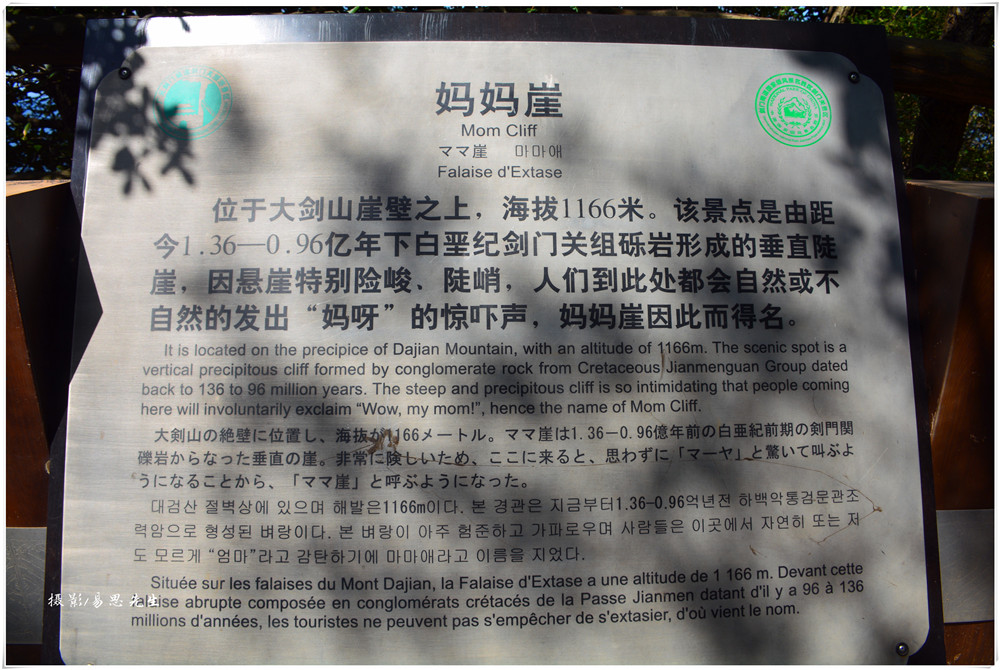 妈妈崖
Mom Cliff
ママ崖 마마애
Falaise d'Extase
位于大剑山崖壁之上，海拔1166米。该景点是由距
今1.36—0.96亿年下白垩纪剑门关组砾岩形成的垂直陡
崖，因悬崖特别险峻、陡峭，人们到此处都会自然或不
自然的发出“妈呀”的惊吓声，妈妈崖因此而得名。
It is located on the precipice of Dajian Mountain, with an altitude of 1166m. The scenic spot is a
vertical precipitous cliff formed by conglomerate rock from Cretaceous Jianmenguan Group dated
back to 136 to 96 million years. The steep and precipitous cliff is so intimidating that people coming
here will involuntarily exclaim “Wow, my mom!”, hence the name of Mom Cliff.
大剣山の絶壁に位置し、海抜が1166メートル。ママ崖は1.36-0.96億年前の白亜紀前期の剣門関
礫岩からなった垂直の崖。非常に険しいため、ここに来ると、思わずに「マーヤ」と驚いて叫ぶよ
うになることから、「ママ崖」と呼ぶようになった。
대검산 절벽상에 있으며 해발은1166m이다. 본 경관은 지금부터1.36-0.96억년전 하백악통검문관조
력암으로 형성된 벼랑이다. 본 벼랑이 아주 험준하고 가파로우며 사람들은 이곳에서 자연히 또는 저
도 모르게 “엄마”라고 감탄하기에 마마애라고 이름을 지었다.
Située sur les falaises du Mont Dajian, la Falaise d'Extase a une altitude de 1 166 m. Devant cette
falaise abrupte composée en conglomérats crétacés de la Passe Jianmen datant d'il y a 96 à 136
millions d'années, les touristes ne peuvent pas s'empêcher de s'extasier, d'où vient le nom.
摄影/易思先生